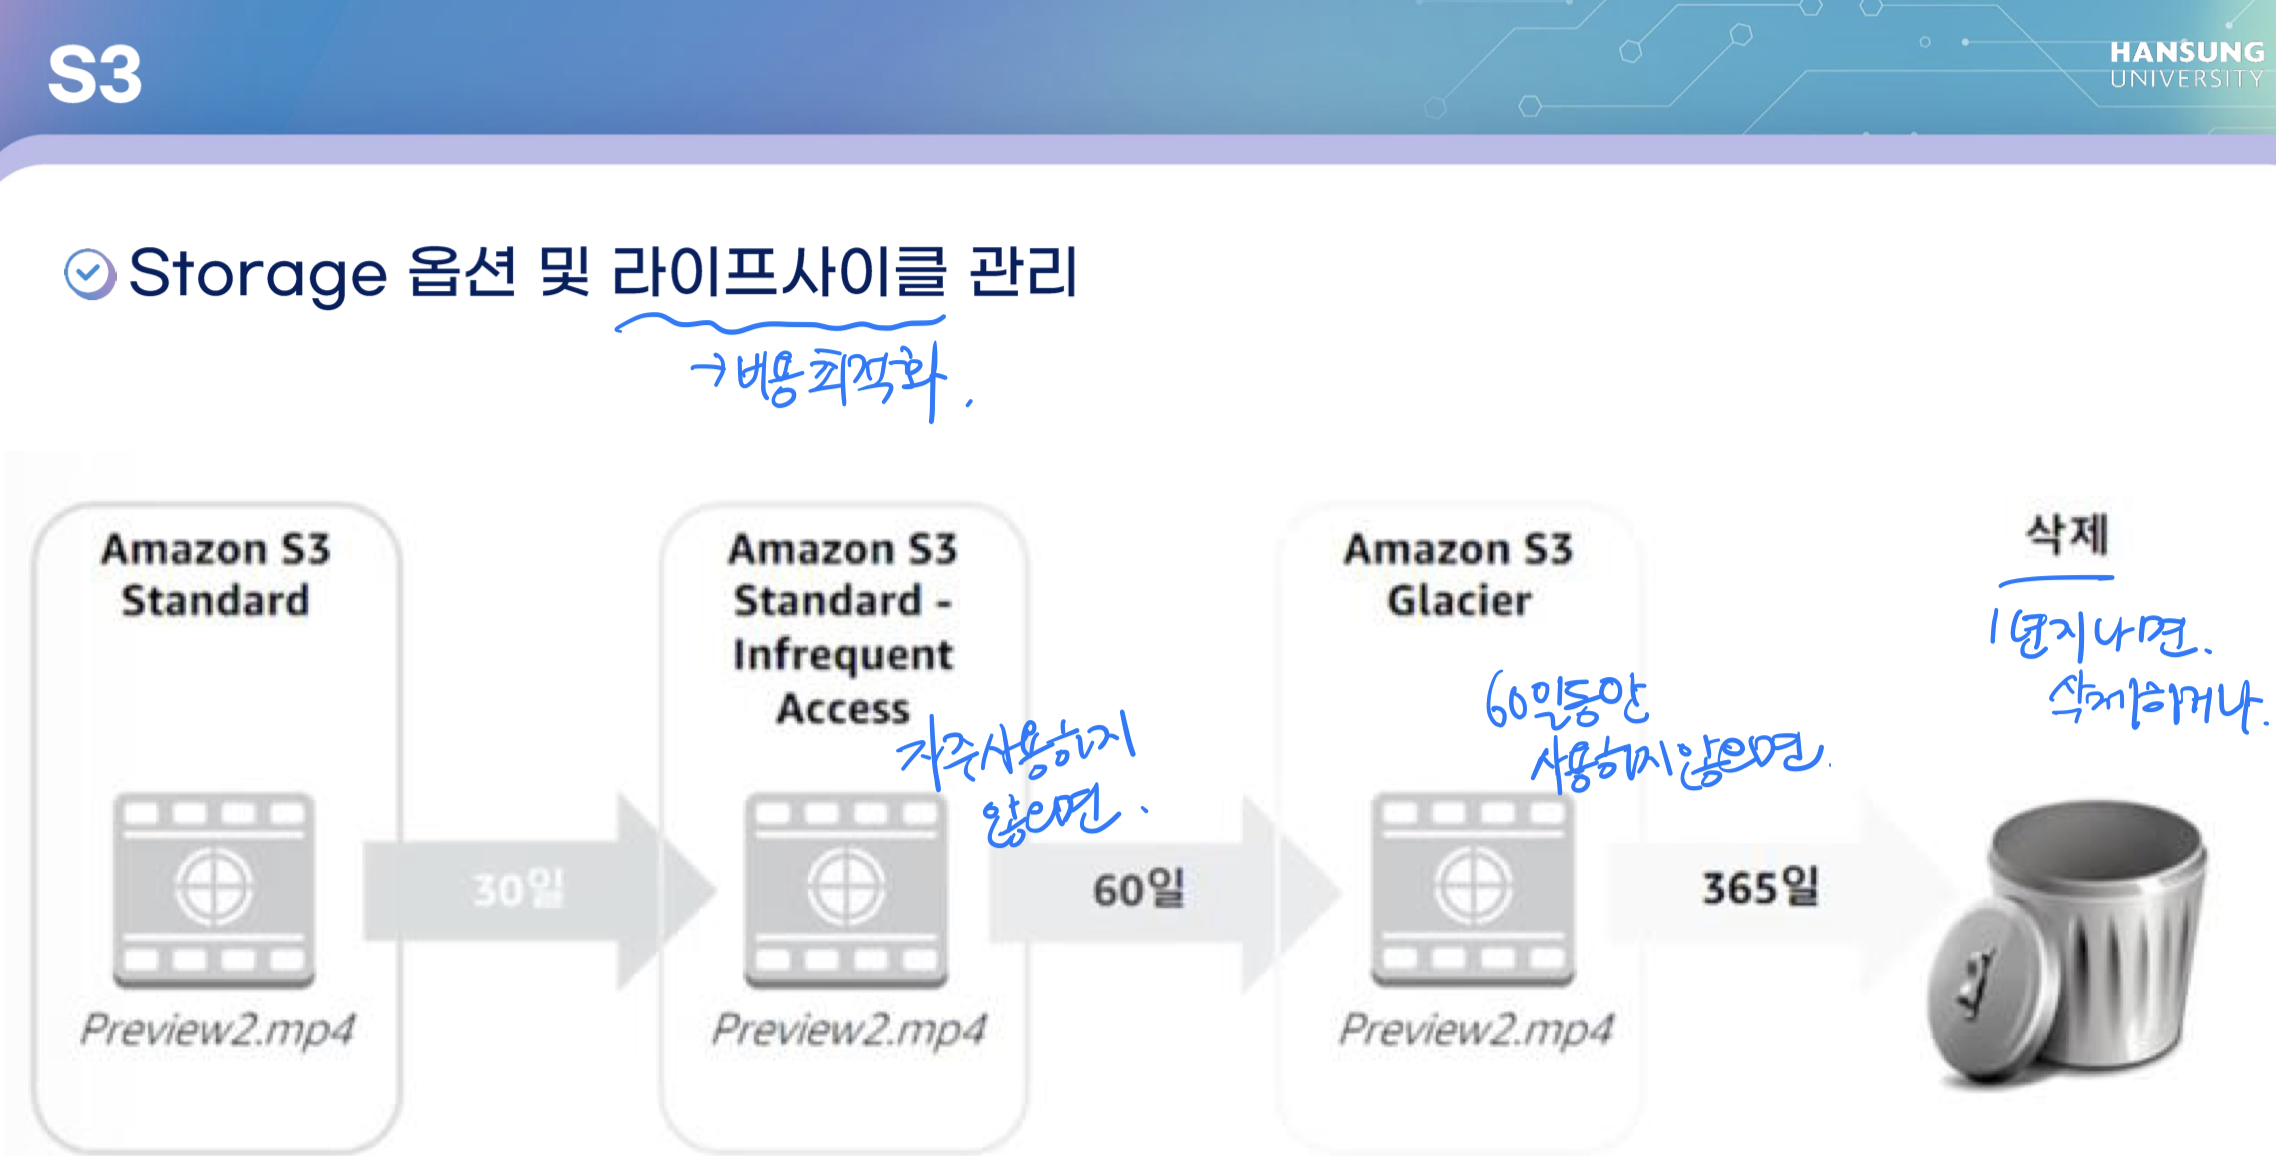 S3
HANSUNG
UNIVERSITY
Storage 옵션 및 라이프사이클 관리
→ 비용 최적화.
Amazon S3
Standard
Amazon S3
Standard -
Infrequent
Access
자주사용하지
않으면.
Amazon S3
Glacier
60일동안
사용하지않으면.
삭제
1년지나면.
삭제하거나.
30일
60일
365일
Preview2.mp4
Preview2.mp4
Preview2.mp4